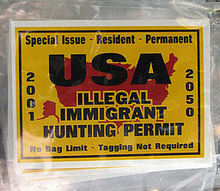 Special Issue - Resident - Permanent
USA
2001
2050
ILLEGAL
IMMIGRANT
HUNTING PERMIT
No Bag Limit - Tagging Not Required